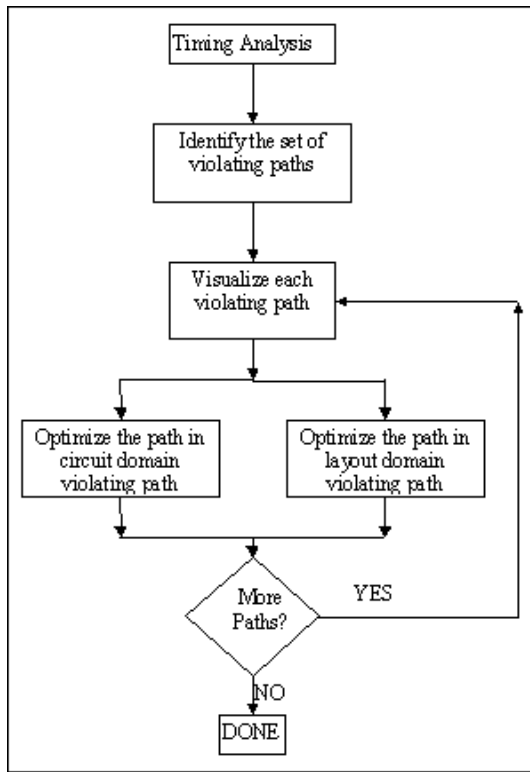 Timing Analysis
Identify the set of
violating paths
Visualize each
violating path
Optimize the path in
circuit domain
violating path
Optimize the path in
layout domain
violating path
More
Paths?
YES
NO
DONE